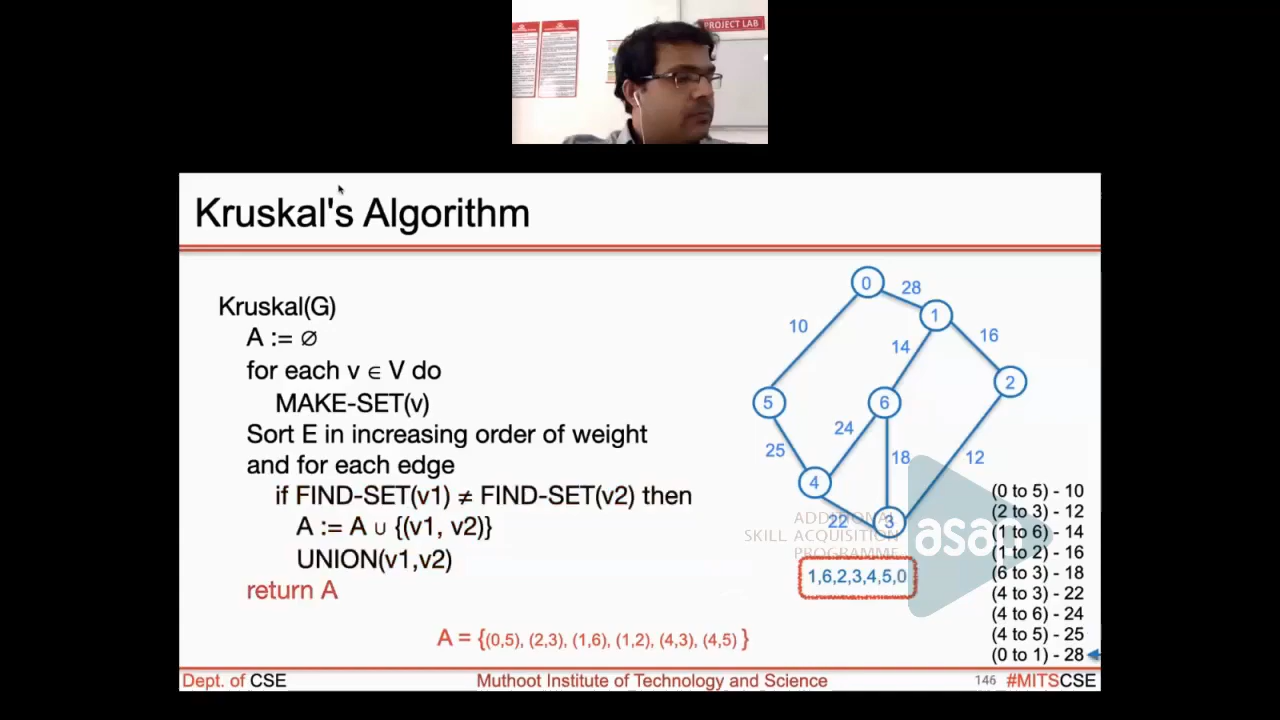 PROJECT LAB
Kruskal's Algorithm
Kruskal(G)
A := ∅
for each v ∈ V do
MAKE-SET(v)
Sort E in increasing order of weight
and for each edge
if FIND-SET(v1) ≠ FIND-SET(v2) then
A := A ∪ {(v1, v2)}
UNION(v1,v2)
return A
0
28
1
10
14
16
2
5
6
24
25
18
12
4
22
3
ADDITIONAL
SKILL ACQUISITION
PROGRAMME
asap
1,6,2,3,4,5,0
(0 to 5) - 10
(2 to 3) - 12
(1 to 6) - 14
(1 to 2) - 16
(6 to 3) - 18
(4 to 3) - 22
(4 to 6) - 24
(4 to 5) - 25
(0 to 1) - 28
A = {(0,5), (2,3), (1,6), (1,2), (4,3), (4,5) }
Dept. of CSE
Muthoot Institute of Technology and Science
146 #MITSCSE